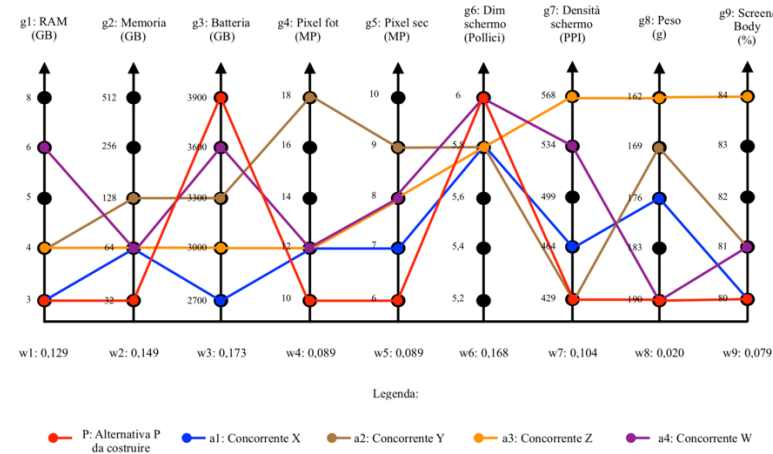 g1: RAM
(GB)
g2: Memoria
(GB)
g3: Batteria
(GB)
g4: Pixel fot
(MP)
g5: Pixel sec
(MP)
g6: Dim
schermo
(Pollici)
g7: Densità
schermo
(PPI)
g8: Peso
(g)
g9: Screen
Body
(%)
8 512 3900 18 10 6 568 162 84
6 256 3600 16 9 5,8 534 169 83
5 128 3300 14 8 5,6 499 176 82
4 64 3000 12 7 5,4 464 183 81
3 32 2700 10 6 5,2 429 190 80
w1: 0,129 w2: 0,149 w3: 0,173 w4: 0,089 w5: 0,089 w6: 0,168 w7: 0,104 w8: 0,020 w9: 0,079
Legenda:
P: Alternativa P
da costruire
a1: Concorrente X
a2: Concorrente Y
a3: Concorrente Z
a4: Concorrente W